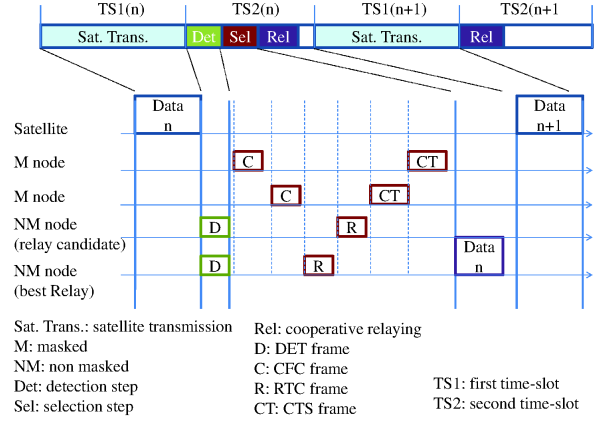 TS1(n) TS2(n) TS1(n+1) TS2(n+1
Sat. Trans. Det Sel Rel Sat. Trans. Rel
Data
n
Data
n+1
Satellite
M node C CT
M node C CT
NM node
(relay candidate)
D R
Data
n
NM node
(best Relay)
D R
Sat. Trans.: satellite transmission
M: masked
NM: non masked
Det: detection step
Sel: selection step
Rel: cooperative relaying
D: DET frame
C: CFC frame
R: RTC frame
CT: CTS frame
TS1: first time-slot
TS2: second time-slot